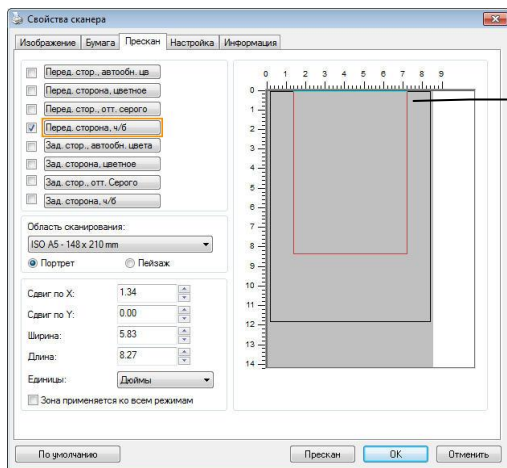 Свойства сканера
Изображение Бумага Прескан Настройка Информация
Перед. стор., автообн. цв
Перед. сторона, цветное
Перед. стор., отт. серого
Перед. сторона, ч/б
Зад. стор., автообн. цвета
Зад. сторона, цветное
Зад. стор., отт. Серого
Зад. сторона, ч/б
Область сканирования:
ISO A5 - 148 x 210 mm
Портрет Пейзаж
Сдвиг по X: 1.34
Сдвиг по Y: 0.00
Ширина: 5.83
Длина: 8.27
Единицы: Дюймы
Зона применяется ко всем режимам
0 1 2 3 4 5 6 7 8 9
0
1
2
3
4
5
6
7
8
9
10
11
12
13
14
По умолчанию Прескан OK Отменить